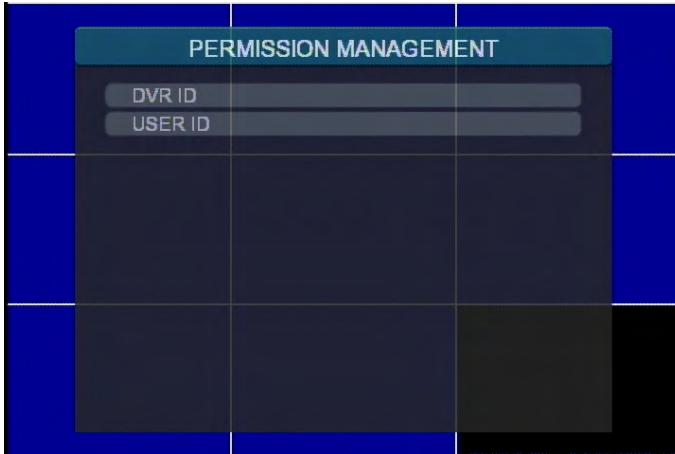 PERMISSION MANAGEMENT
DVR ID
USER ID